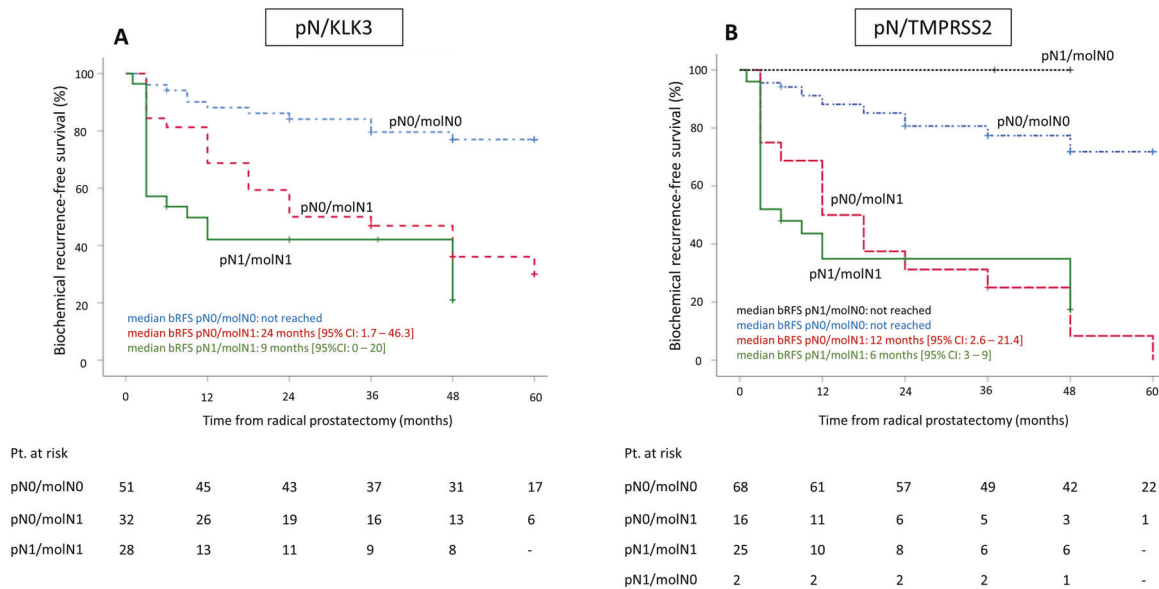 A
pN/KLK3
Biochemical recurrence-free survival (%)
100
80
60
40
20
0
pN0/molN0
pN0/molN1
pN1/molN1
median bRFS pN0/molN0: not reached
median bRFS pN0/molN1: 24 months [95% CI: 1.7 – 46.3]
median bRFS pN1/molN1: 9 months [95%CI: 0 – 20]
0 12 24 36 48 60
Time from radical prostatectomy (months)
Pt. at risk
pN0/molN0 51 45 43 37 31 17
pN0/molN1 32 26 19 16 13 6
pN1/molN1 28 13 11 9 8 -
B
pN/TMPRSS2
Biochemical recurrence-free survival (%)
100
80
60
40
20
0
pN1/molN0
pN0/molN0
pN0/molN1
pN1/molN1
median bRFS pN1/molN0: not reached
median bRFS pN0/molN0: not reached
median bRFS pN0/molN1: 12 months [95% CI: 2.6 – 21.4]
median bRFS pN1/molN1: 6 months [95% CI: 3 – 9]
0 12 24 36 48 60
Time from radical prostatectomy (months)
Pt. at risk
pN0/molN0 68 61 57 49 42 22
pN0/molN1 16 11 6 5 3 1
pN1/molN1 25 10 8 6 6 -
pN1/molN0 2 2 2 2 1 -